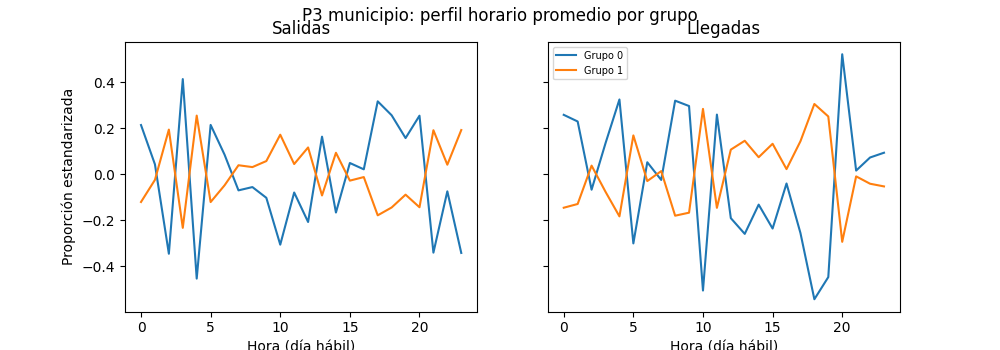 P3 municipio: perfil horario promedio por grupo
Salidas
Llegadas
Proporción estandarizada
0.4
0.2
0.0
−0.2
−0.4
0
5
10
15
20
Hora (día hábil)
Grupo 0
Grupo 1
0
5
10
15
20
Hora (día hábil)